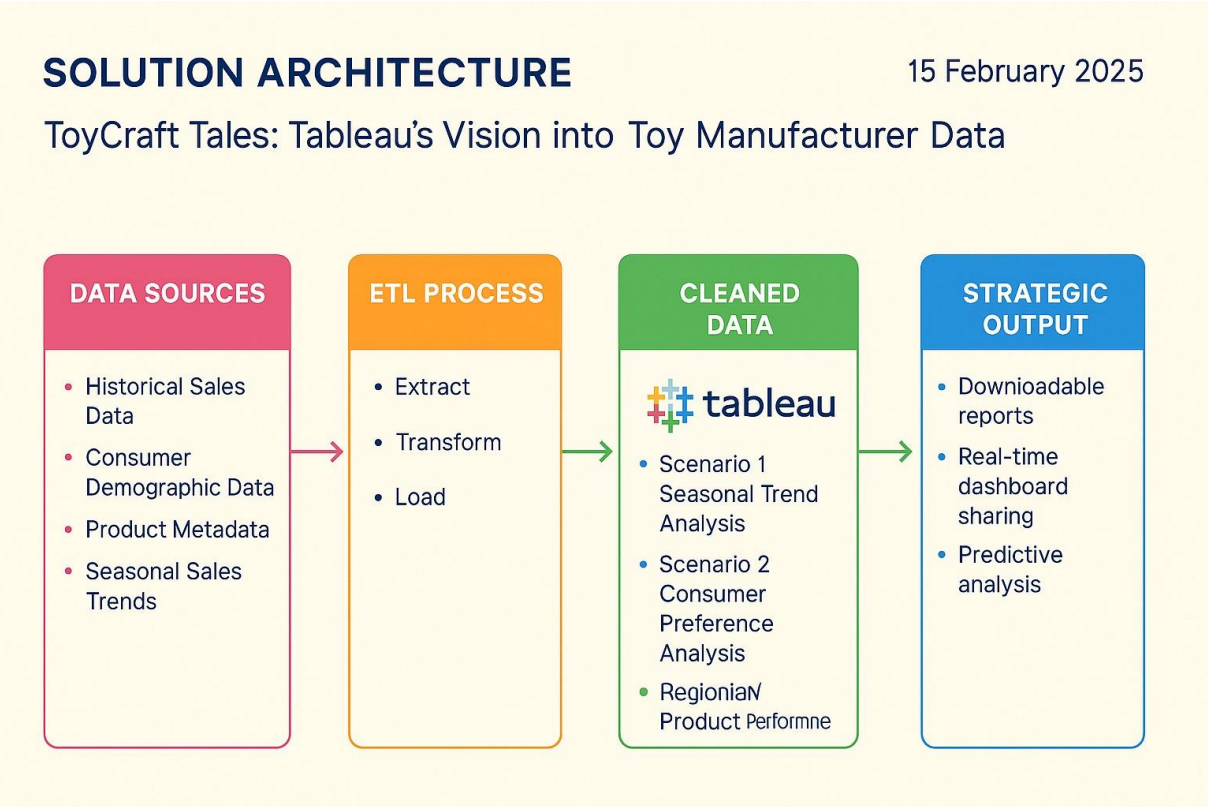 SOLUTION ARCHITECTURE
15 February 2025
ToyCraft Tales: Tableau's Vision into Toy Manufacturer Data
DATA SOURCES
• Historical Sales
Data
• Consumer
Demographic Data
• Product Metadata
• Seasonal Sales
Trends
ETL PROCESS
• Extract
• Transform
• Load
CLEANED
DATA
tableau
• Scenario 1
Seasonal Trend
Analysis
• Scenario 2
Consumer
Preference
Analysis
• RegioniaN
Product Performne
STRATEGIC
OUTPUT
• Downioadable
reports
• Real-time
dashboard
sharing
• Predictive
analysis